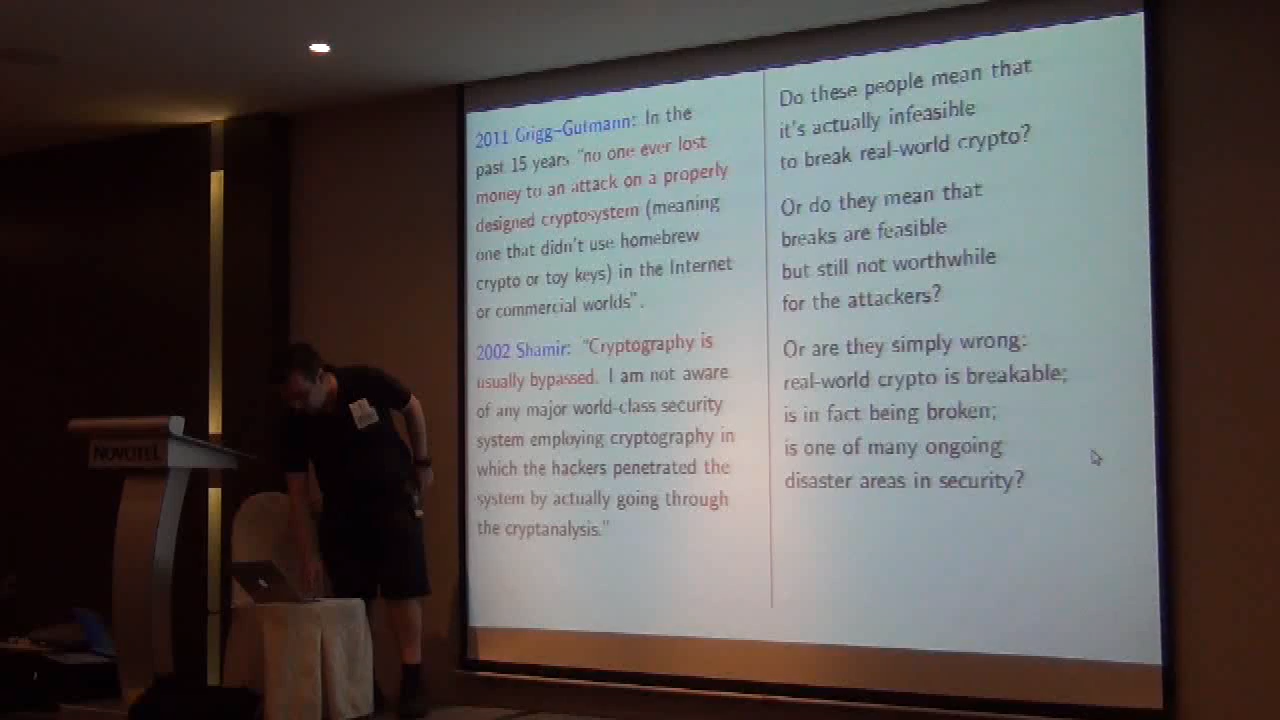 2011 Grigg–Gutmann: In the
past 15 years "no one ever lost
money to an attack on a properly
designed cryptosystem (meaning
one that didn't use homebrew
crypto or toy keys) in the Internet
or commercial worlds".
2002 Shamir: "Cryptography is
usually bypassed. I am not aware
of any major world-class security
system employing cryptography in
which the hackers penetrated the
system by actually going through
the cryptanalysis."
Do these people mean that
it's actually infeasible
to break real-world crypto?
Or do they mean that
breaks are feasible
but still not worthwhile
for the attackers?
Or are they simply wrong:
real-world crypto is breakable;
is in fact being broken;
is one of many ongoing
disaster areas in security?
NOVOTEL